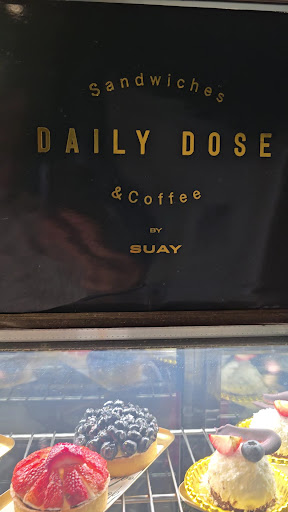 Sandwiches
DAILY DOSE
&Coffee
BY
SUAY